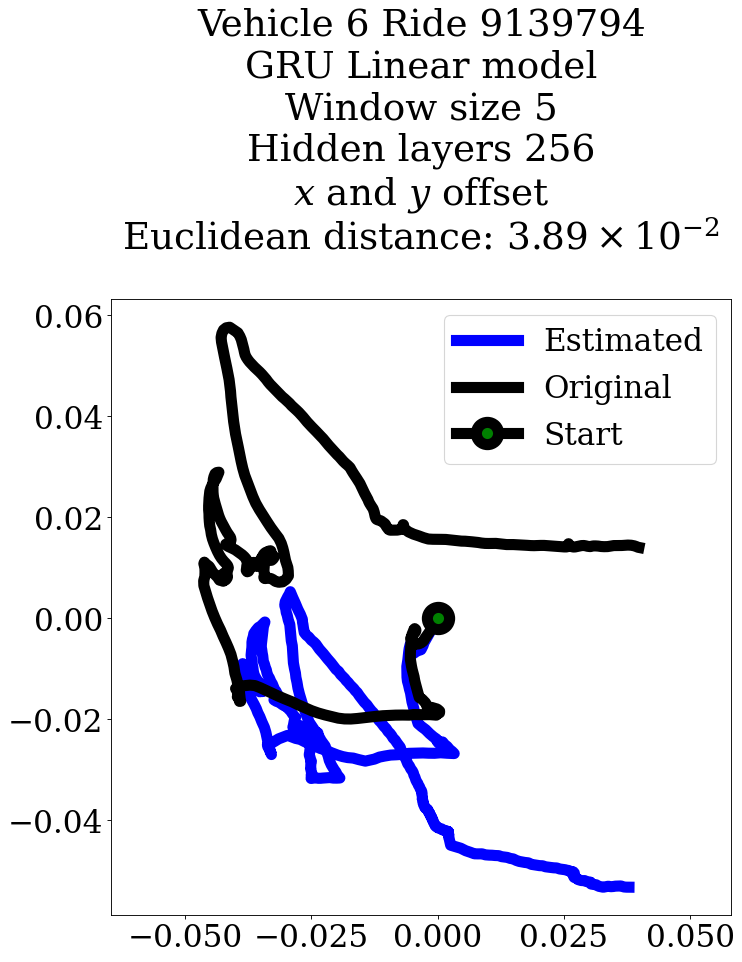 Vehicle 6 Ride 9139794
GRU Linear model
Window size 5
Hidden layers 256
x and y offset
Euclidean distance: 3.89 × 10⁻²
Estimated
Original
Start
0.06
0.04
0.02
0.00
−0.02
−0.04
−0.050 −0.025 0.000 0.025 0.050